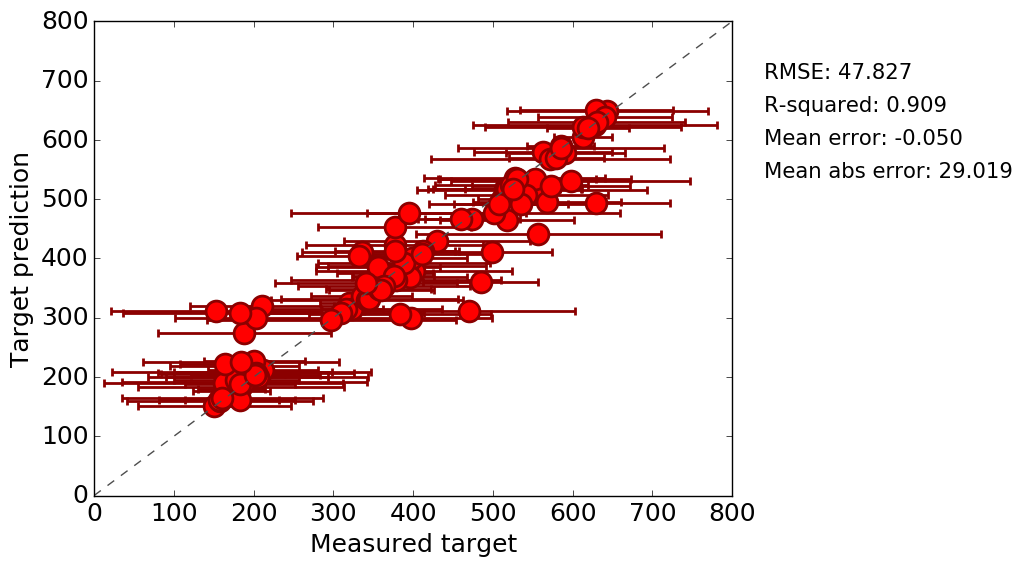 800
700
600
500
400
300
200
100
0
Target prediction
0 100 200 300 400 500 600 700 800
Measured target
RMSE: 47.827
R-squared: 0.909
Mean error: -0.050
Mean abs error: 29.019